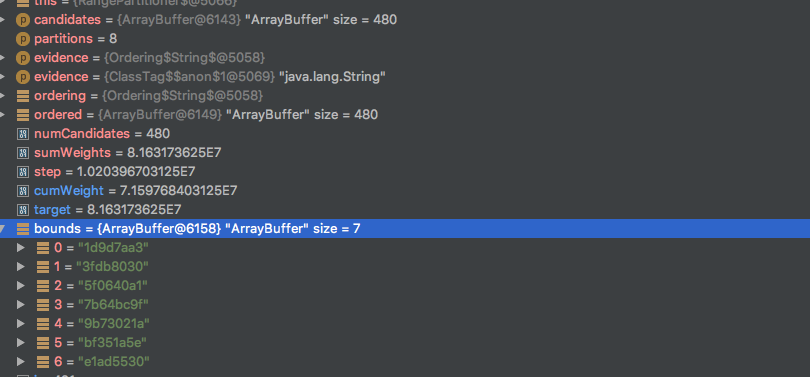 this = {RangePartitioner$@5066}
candidates = {ArrayBuffer@6143} "ArrayBuffer" size = 480
partitions = 8
evidence = {Ordering$String$@5058}
evidence = {ClassTag$$anon$1@5069} "java.lang.String"
ordering = {Ordering$String$@5058}
ordered = {ArrayBuffer@6149} "ArrayBuffer" size = 480
numCandidates = 480
sumWeights = 8.163173625E7
step = 1.020396703125E7
cumWeight = 7.159768403125E7
target = 8.163173625E7
bounds = {ArrayBuffer@6158} "ArrayBuffer" size = 7
0 = "1d9d7aa3"
1 = "3fdb8030"
2 = "5f0640a1"
3 = "7b64bc9f"
4 = "9b73021a"
5 = "bf351a5e"
6 = "e1ad5530"